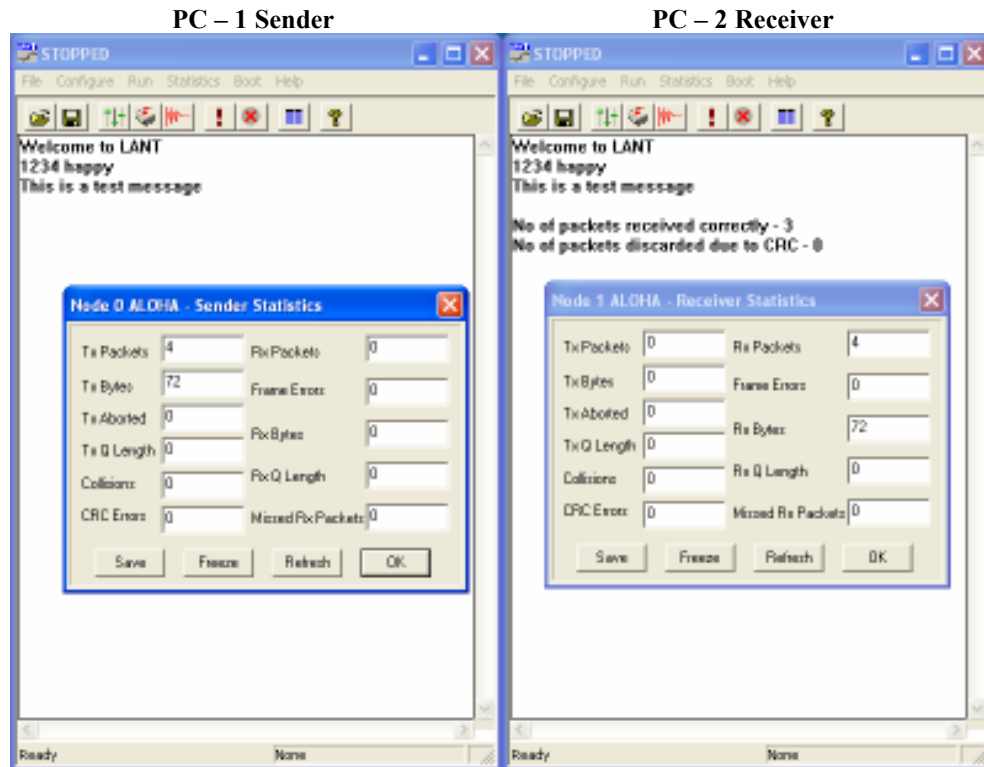 PC – 1 Sender
STOPPED
File Configure Run Statistics Boot Help
Welcome to LANT
1234 happy
This is a test message
Node 0 ALOHA - Sender Statistics
Tx Packets 4
Rx Packets 0
Tx Bytes 72
Frame Errors 0
Tx Aborted 0
Rx Bytes 0
Tx Q Length 0
Rx Q Length 0
Collisions 0
CRC Errors 0
Missed Rx Packets 0
Save Freeze Refresh OK
Ready None
PC – 2 Receiver
STOPPED
File Configure Run Statistics Boot Help
Welcome to LANT
1234 happy
This is a test message
No of packets received correctly - 3
No of packets discarded due to CRC - 0
Node 1 ALOHA - Receiver Statistics
Tx Packets 0
Rx Packets 4
Tx Bytes 0
Frame Errors 0
Tx Aborted 0
Rx Bytes 72
Tx Q Length 0
Rx Q Length 0
Collisions 0
CRC Errors 0
Missed Rx Packets 0
Save Freeze Refresh OK
Ready None